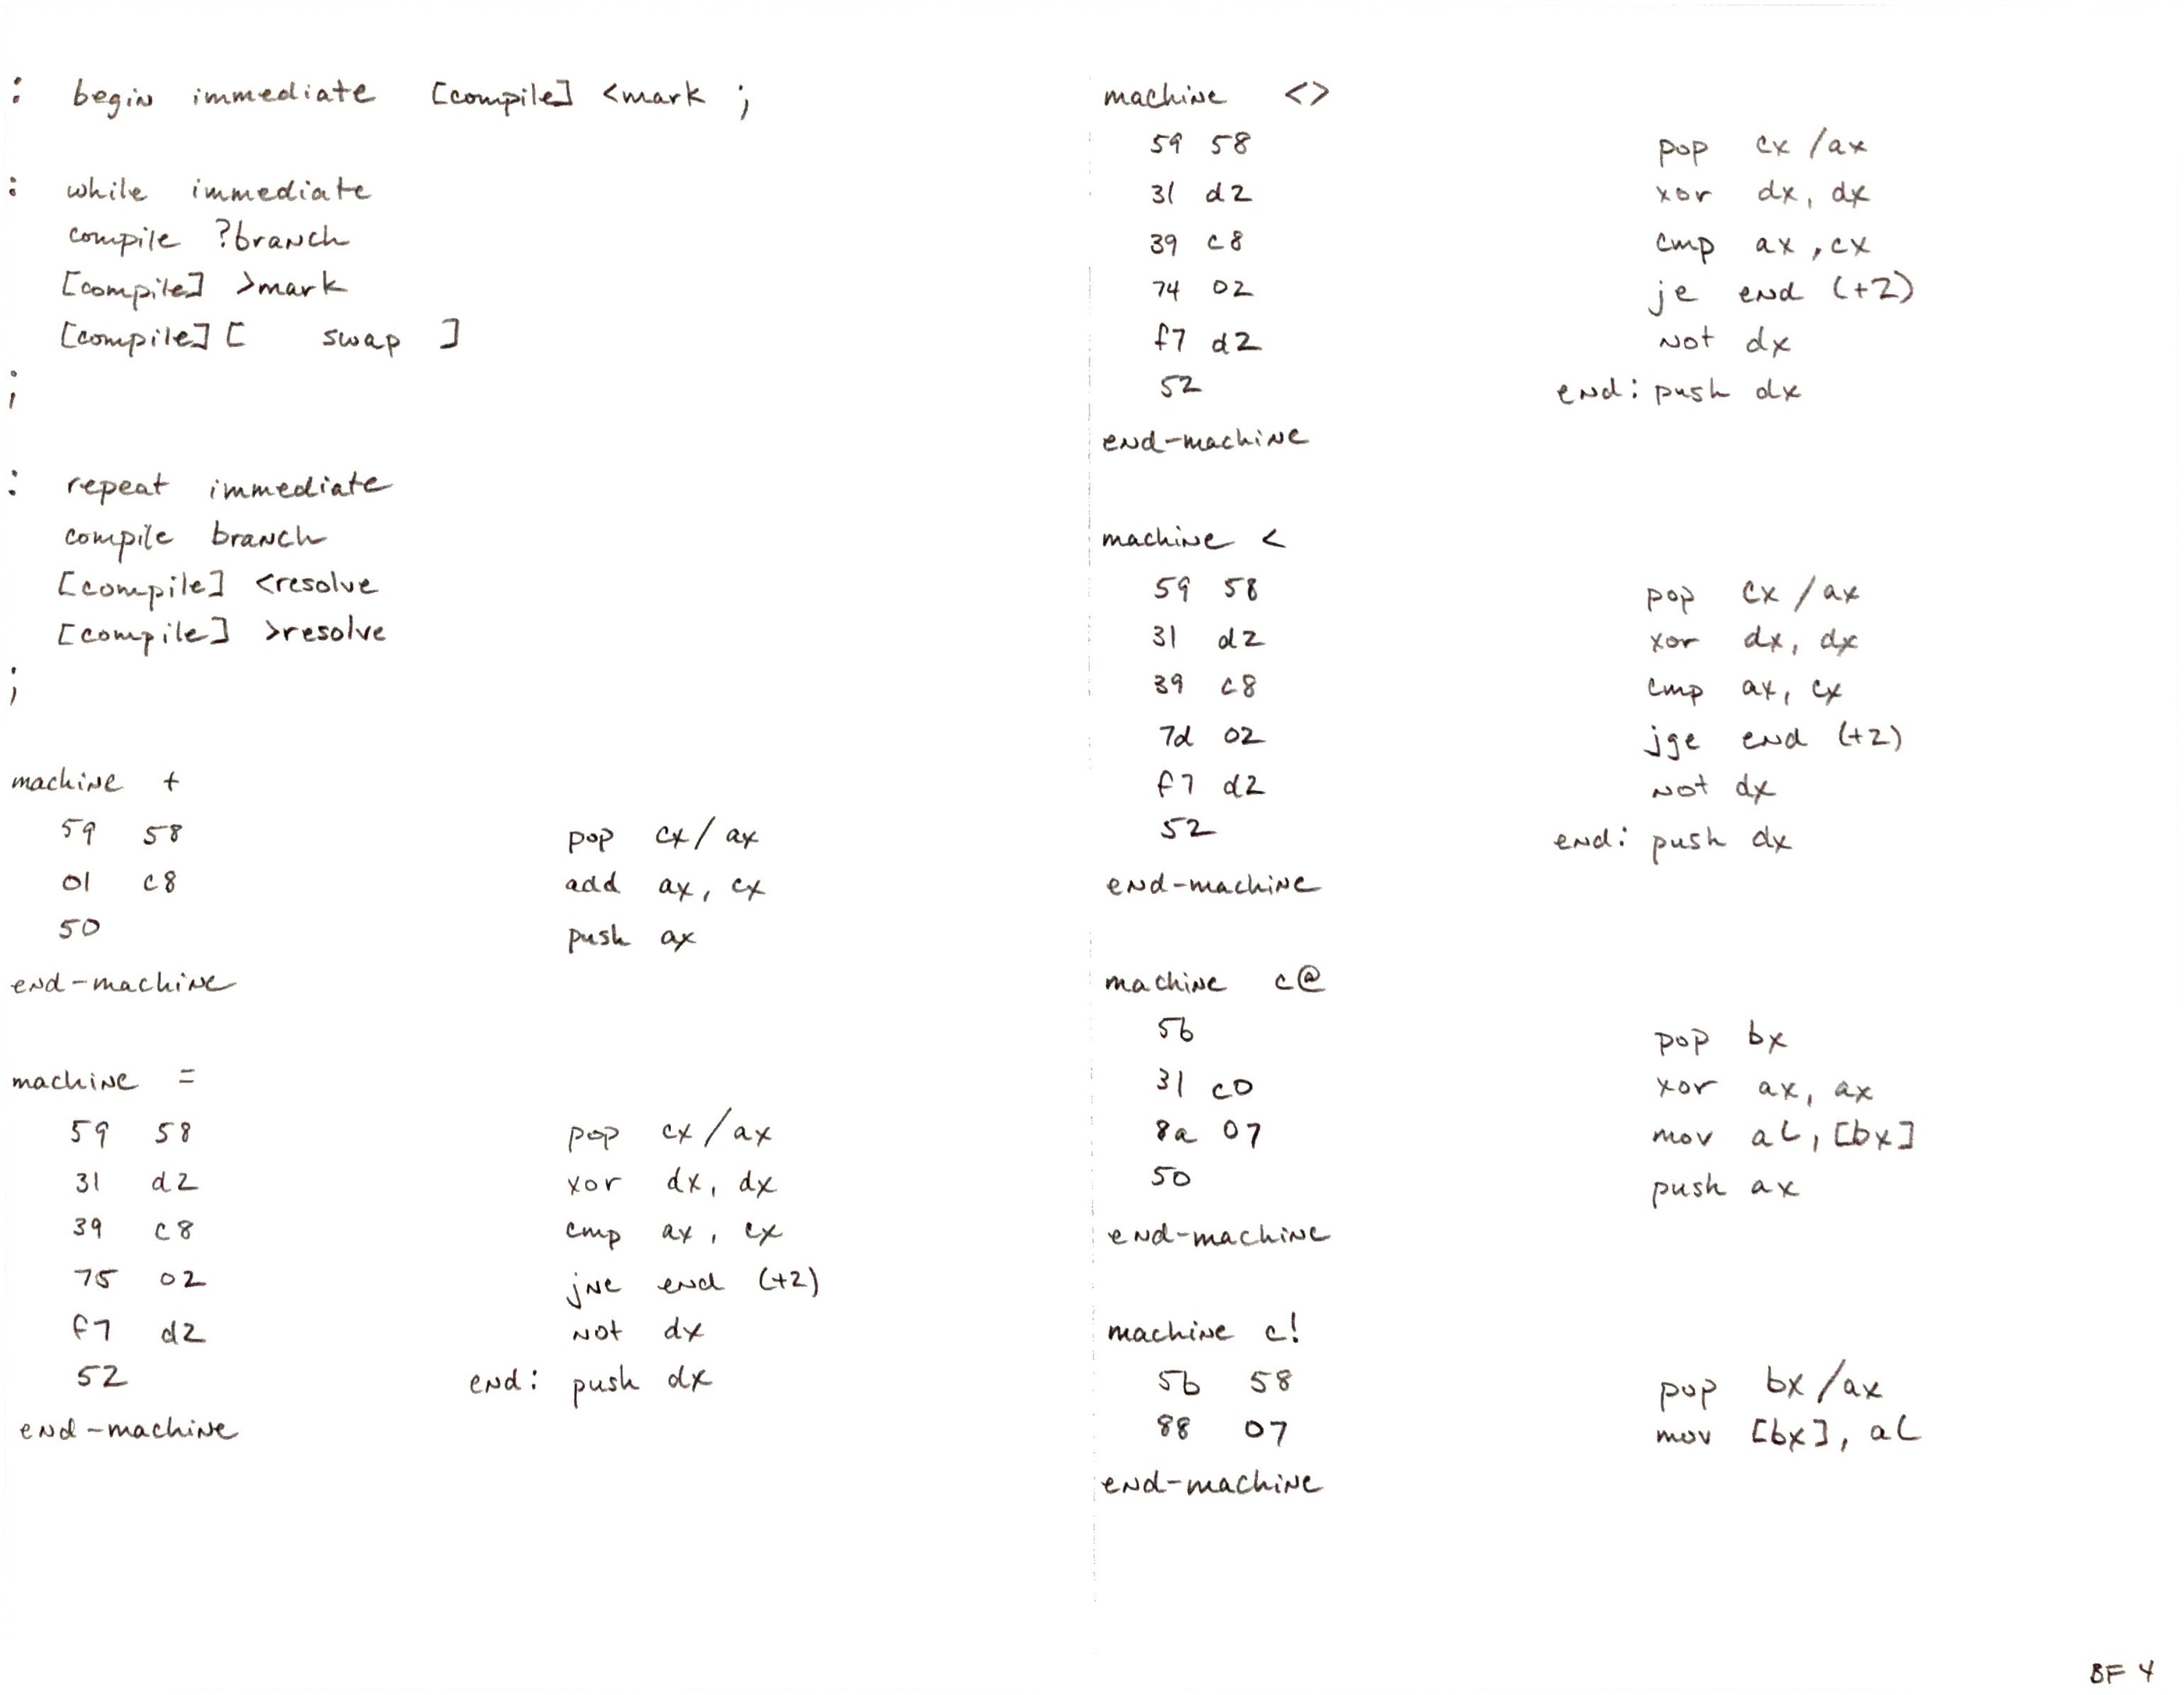 : begin immediate [compile] <mark ;
: while immediate
compile ?branch
[compile] >mark
[compile] [ swap ]
;
: repeat immediate
compile branch
[compile] <resolve
[compile] >resolve
;
machine +
59 58 pop cx / ax
01 c8 add ax, cx
50 push ax
end-machine
machine =
59 58 pop cx / ax
31 d2 xor dx, dx
39 c8 cmp ax, cx
75 02 jne end (+2)
f7 d2 not dx
52 end: push dx
end-machine
machine <>
59 58 pop cx / ax
31 d2 xor dx, dx
39 c8 cmp ax, cx
74 02 je end (+2)
f7 d2 not dx
52 end: push dx
end-machine
machine <
59 58 pop cx / ax
31 d2 xor dx, dx
39 c8 cmp ax, cx
7d 02 jge end (+2)
f7 d2 not dx
52 end: push dx
end-machine
machine c@
5b pop bx
31 c0 xor ax, ax
8a 07 mov aL, [bx]
50 push ax
end-machine
machine c!
5b 58 pop bx / ax
88 07 mov [bx], aL
end-machine
BF 4